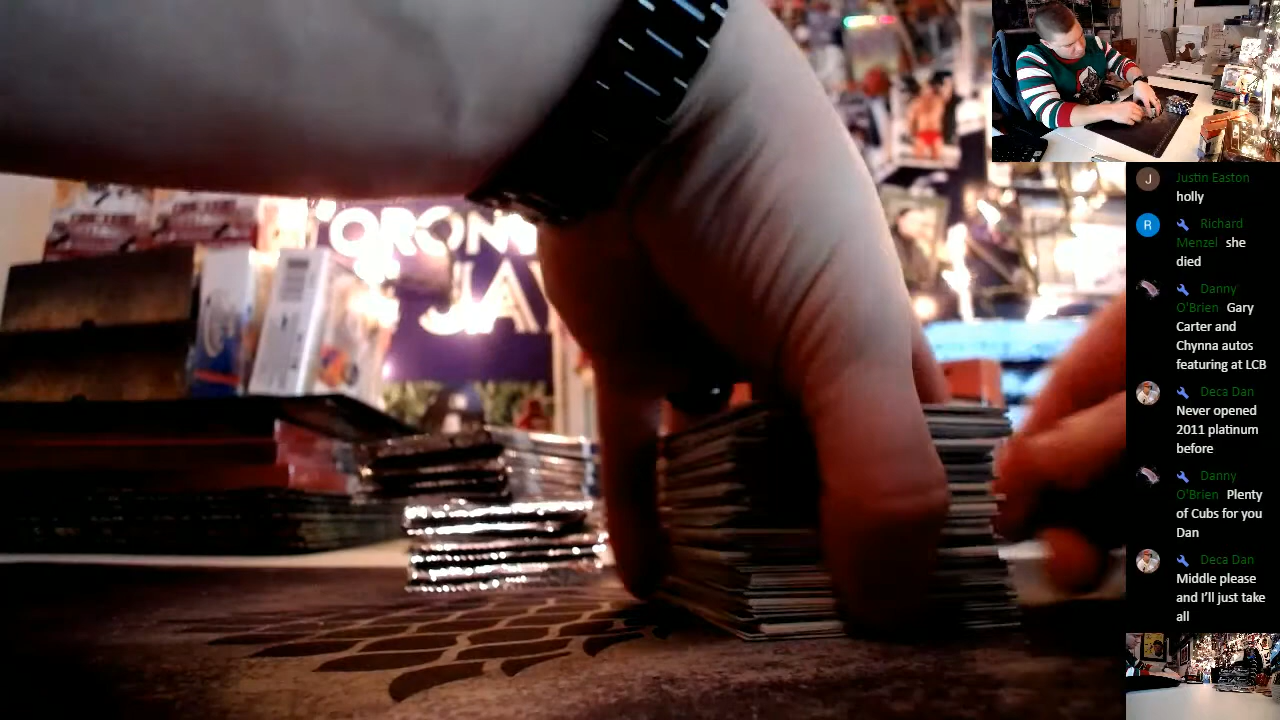 ORON
JA
J
Justin Easton
holly
R
Richard
Menzel she
died
Danny
O'Brien Gary
Carter and
Chynna autos
featuring at LCB
Deca Dan
Never opened
2011 platinum
before
Danny
O'Brien Plenty
of Cubs for you
Dan
Deca Dan
Middle please
and I'll just take
all